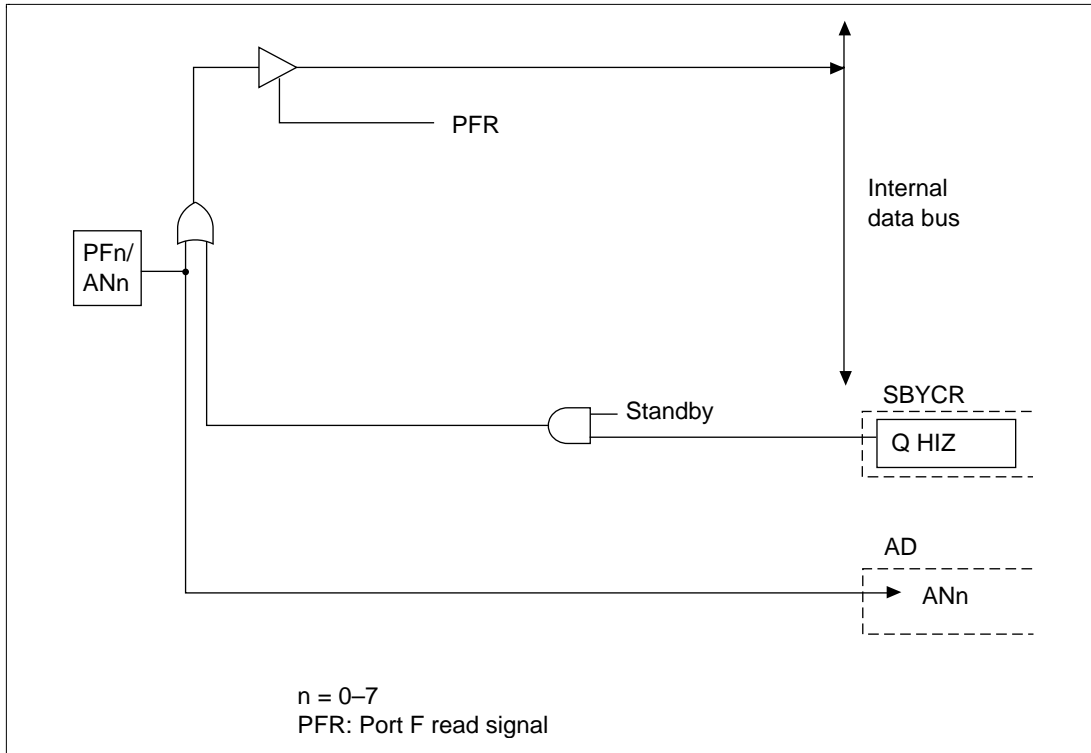 PFR
Internal
data bus
PFn/
ANn
Standby
SBYCR
Q HIZ
AD
ANn
n = 0–7
PFR: Port F read signal